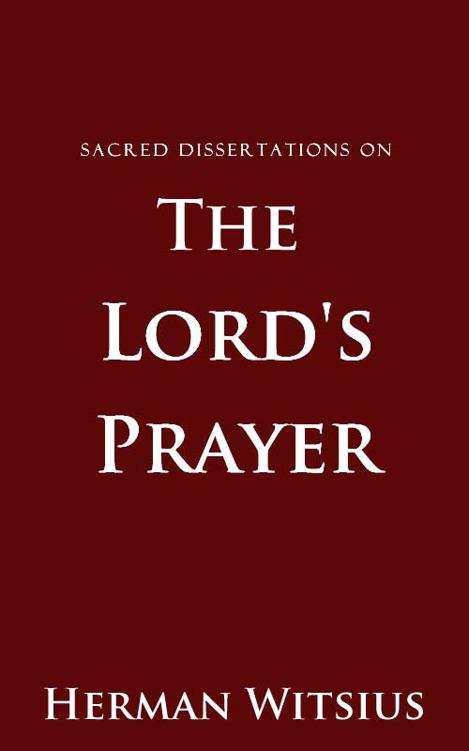 SACRED DISSERTATIONS ON
THE
LORD'S
PRAYER
HERMAN WITSIUS